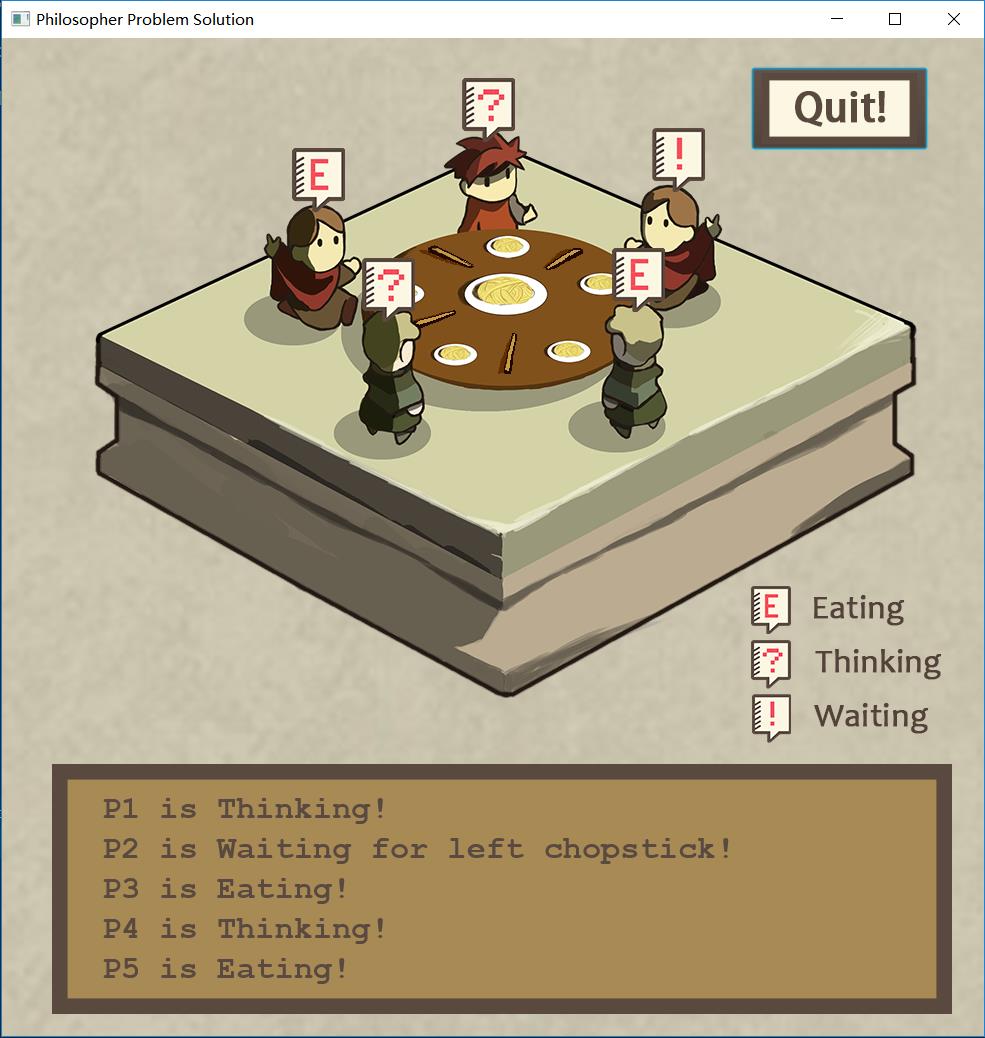 Philosopher Problem Solution
Quit!
?
E
!
?
E
E Eating
? Thinking
! Waiting
P1 is Thinking!
P2 is Waiting for left chopstick!
P3 is Eating!
P4 is Thinking!
P5 is Eating!